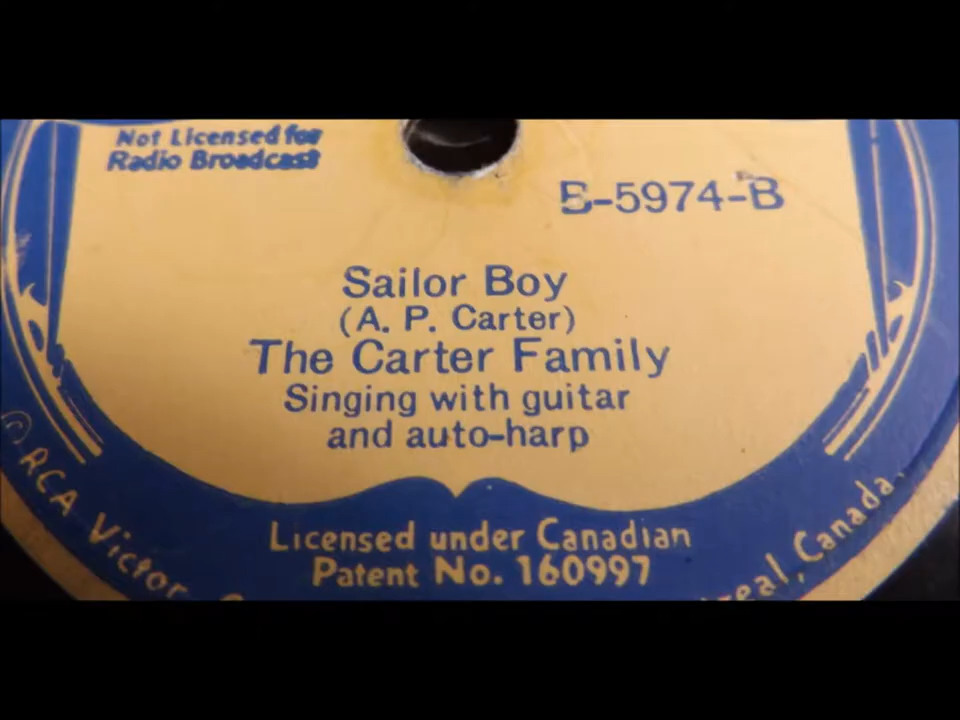 Not Licensed for
Radio Broadcast
B-5974-B
Sailor Boy
(A. P. Carter)
The Carter Family
Singing with guitar
and auto-harp
Licensed under Canadian
Patent No. 160997
RCA Victor
Canada